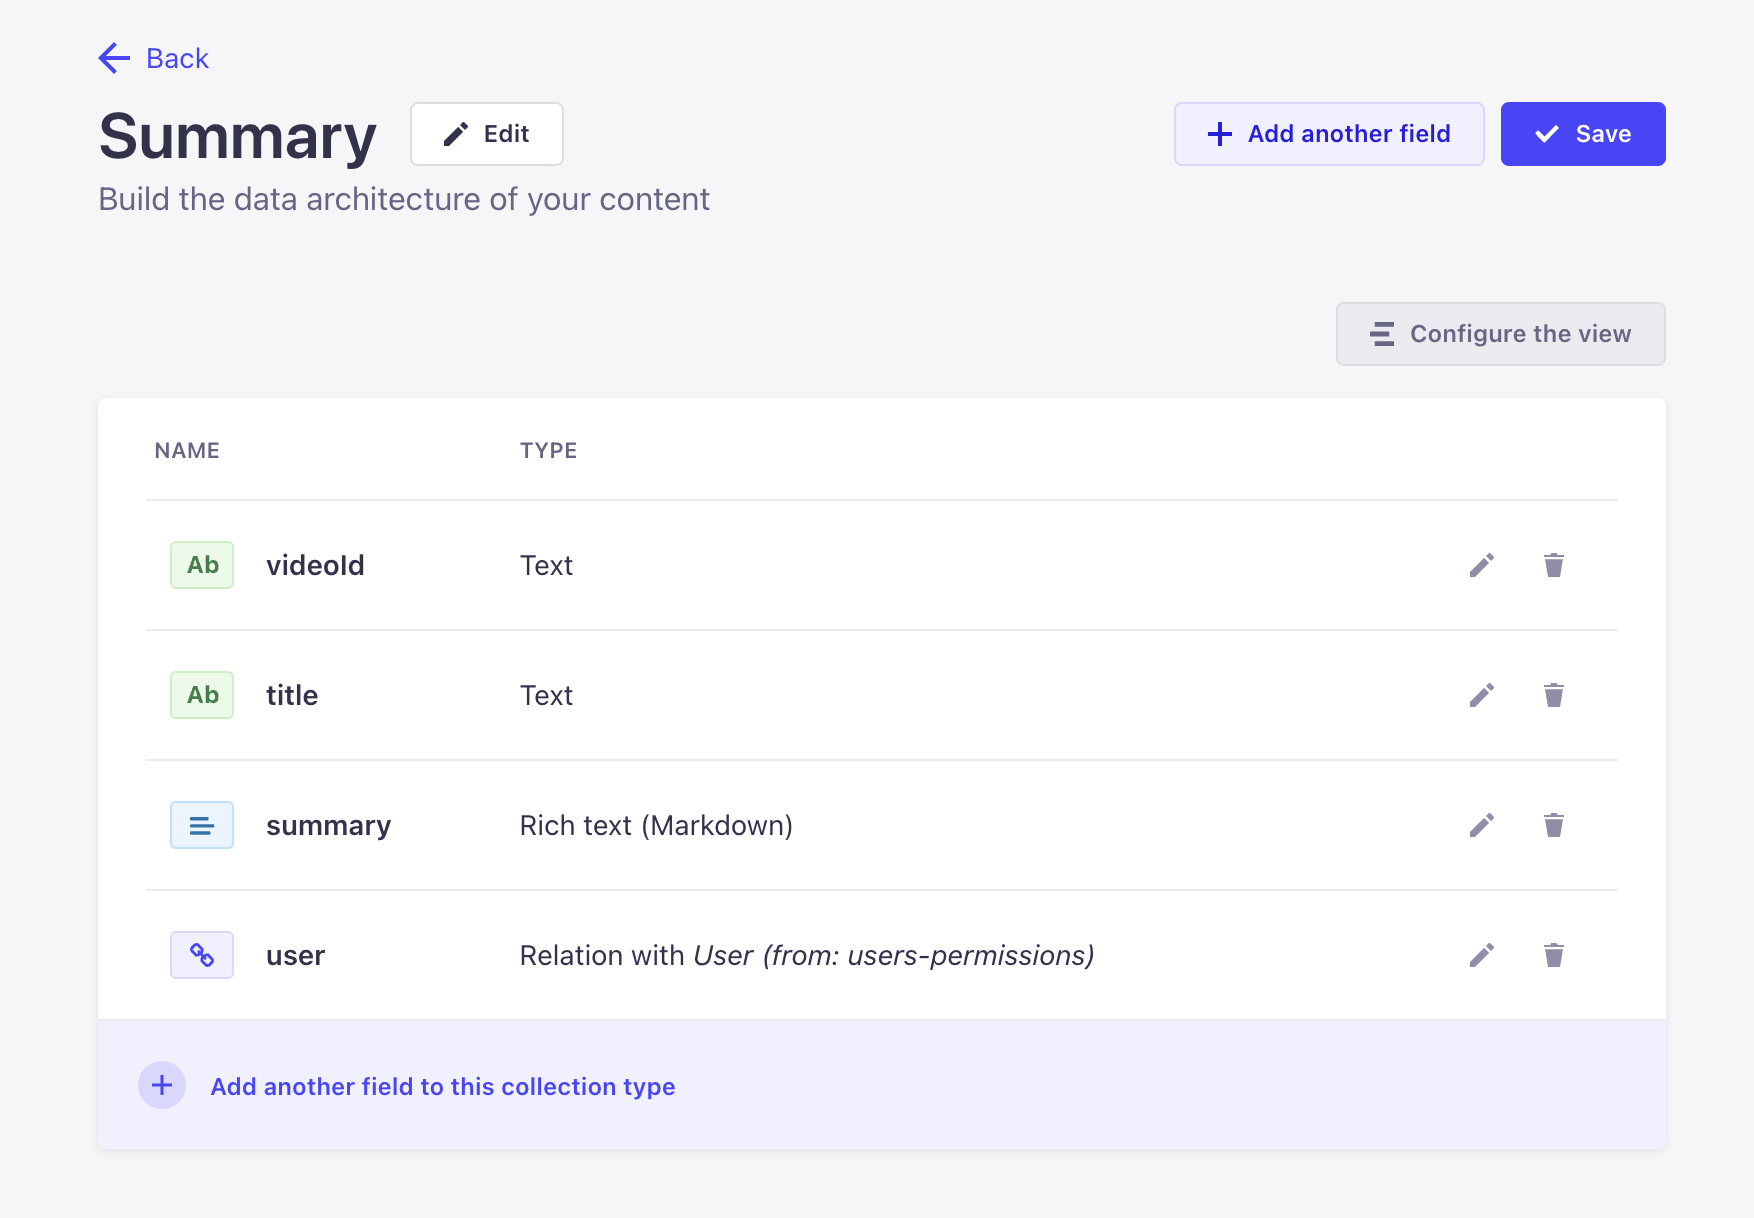 Back
Summary Edit Add another field Save
Build the data architecture of your content
Configure the view
NAME TYPE
Ab videoId Text
Ab title Text
summary Rich text (Markdown)
user Relation with User (from: users-permissions)
Add another field to this collection type